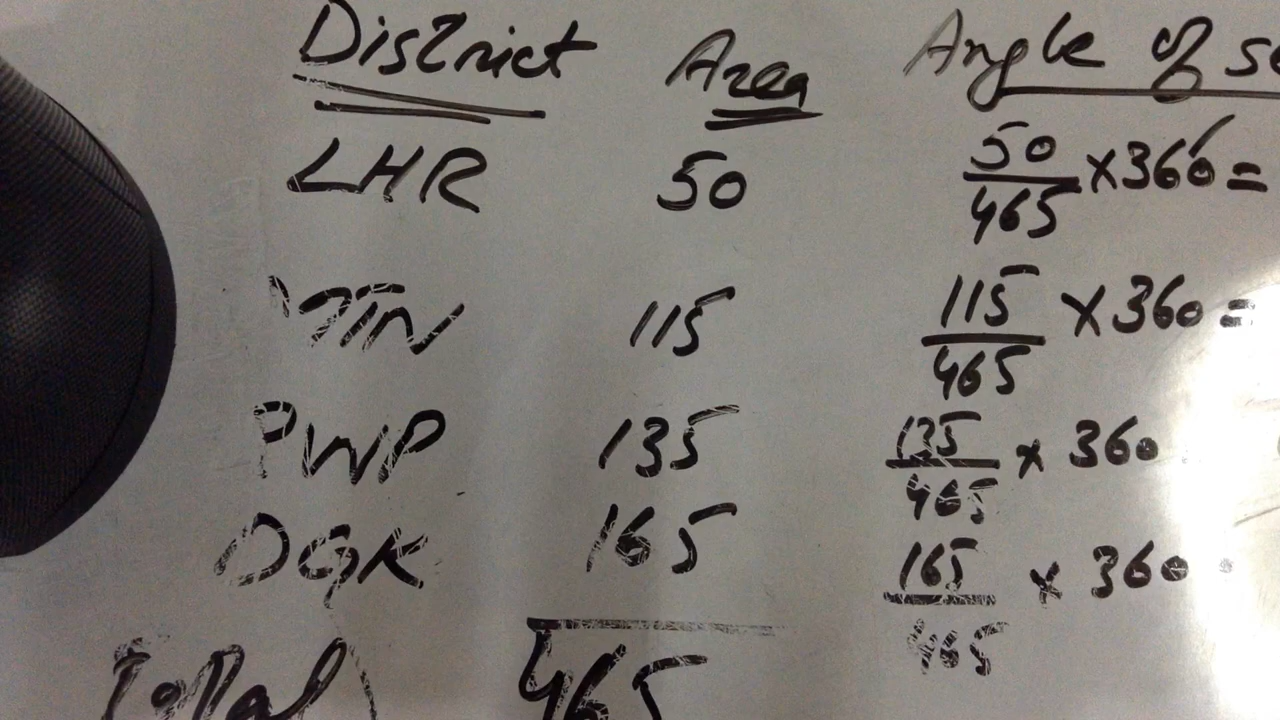 District Area Angle of se
LHR 50 50/465 ×360=
MTN 115 115/465 ×360=
PWP 135 135/465 × 360
DGK 165 165/465 × 360=
Total 465